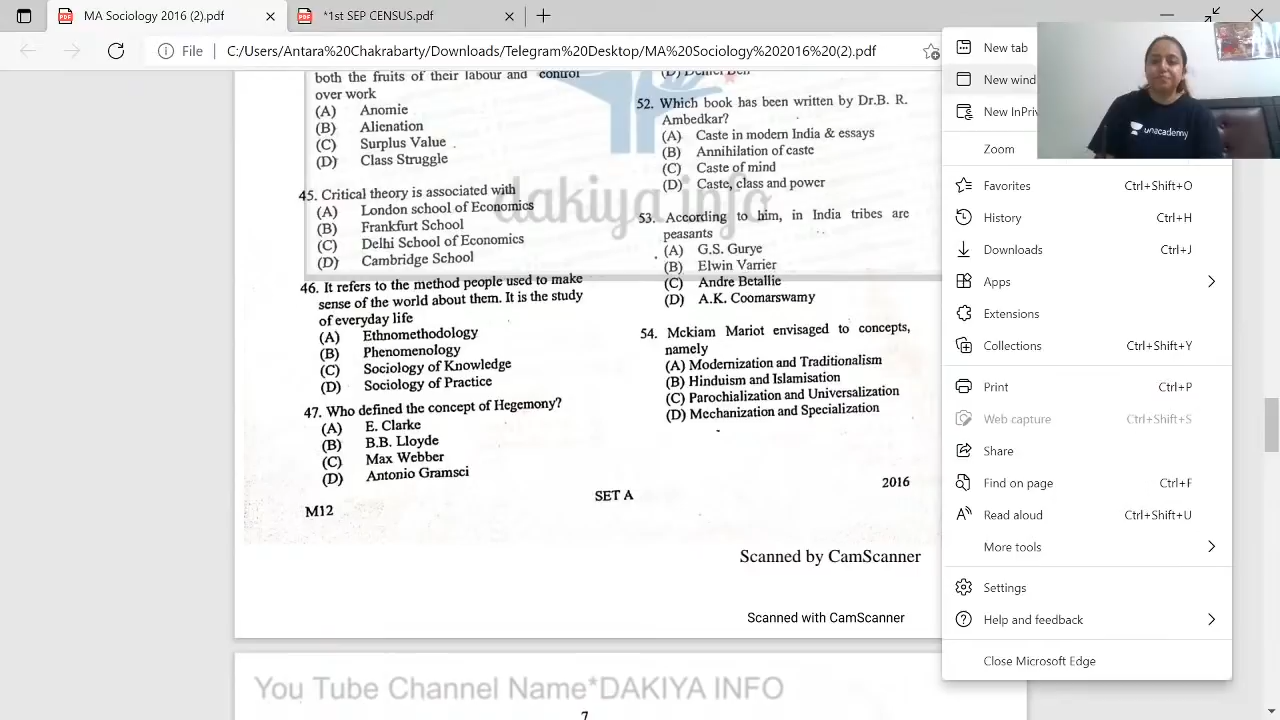 MA Sociology 2016 (2).pdf
*1st SEP CENSUS.pdf
File
C:/Users/Antara%20Chakrabarty/Downloads/Telegram%20Desktop/MA%20Sociology%202016%20(2).pdf
both the fruits of their labour and control
over work
(A) Anomie
(B) Alienation
(C) Surplus Value
(D) Class Struggle
45. Critical theory is associated with
(A) London school of Economics
(B) Frankfurt School
(C) Delhi School of Economics
(D) Cambridge School
46. It refers to the method people used to make
sense of the world about them. It is the study
of everyday life
(A) Ethnomethodology
(B) Phenomenology
(C) Sociology of Knowledge
(D) Sociology of Practice
47. Who defined the concept of Hegemony?
(A) E. Clarke
(B) B.B. Lloyde
(C) Max Webber
(D) Antonio Gramsci
M12
SET A
52. Which book has been written by Dr.B. R.
Ambedkar?
(A) Caste in modern India & essays
(B) Annihilation of caste
(C) Caste of mind
(D) Caste, class and power
53. According to him, in India tribes are
peasants
(A) G.S. Gurye
(B) Elwin Varrier
(C) Andre Betallie
(D) A.K. Coomarswamy
54. Mckiam Mariot envisaged to concepts,
namely
(A) Modernization and Traditionalism
(B) Hinduism and Islamisation
(C) Parochialization and Universalization
(D) Mechanization and Specialization
2016
dakiya info
Scanned by CamScanner
Scanned with CamScanner
You Tube Channel Name*DAKIYA INFO
7
New tab
New wind
New InPri
Zoom
Favorites Ctrl+Shift+O
History Ctrl+H
Downloads Ctrl+J
Apps
Extensions
Collections Ctrl+Shift+Y
Print Ctrl+P
Web capture Ctrl+Shift+S
Share
Find on page Ctrl+F
Read aloud Ctrl+Shift+U
More tools
Settings
Help and feedback
Close Microsoft Edge
unacademy